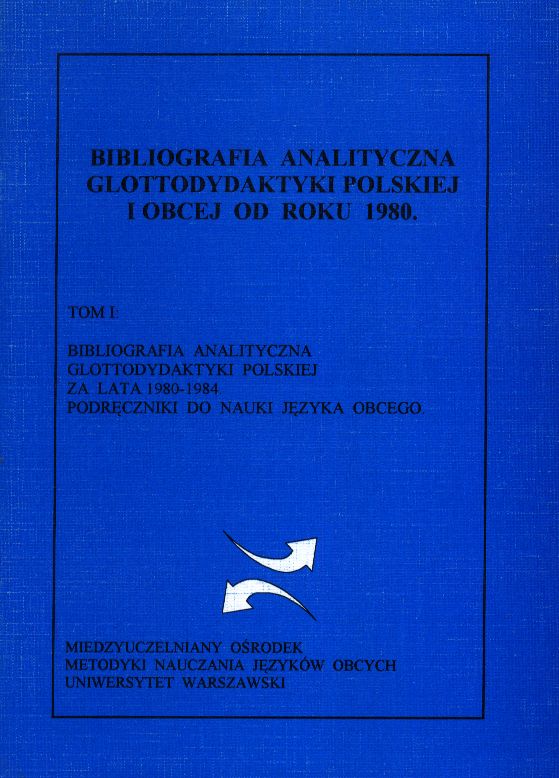 BIBLIOGRAFIA ANALITYCZNA
GLOTTODYDAKTYKI POLSKIEJ
I OBCEJ OD ROKU 1980.
TOM I:
BIBLIOGRAFIA ANALITYCZNA
GLOTTODYDAKTYKI POLSKIEJ
ZA LATA 1980-1984.
PODRĘCZNIKI DO NAUKI JĘZYKA OBCEGO.
MIEDZYUCZELNIANY OŚRODEK
METODYKI NAUCZANIA JĘZYKÓW OBCYCH
UNIWERSYTET WARSZAWSKI